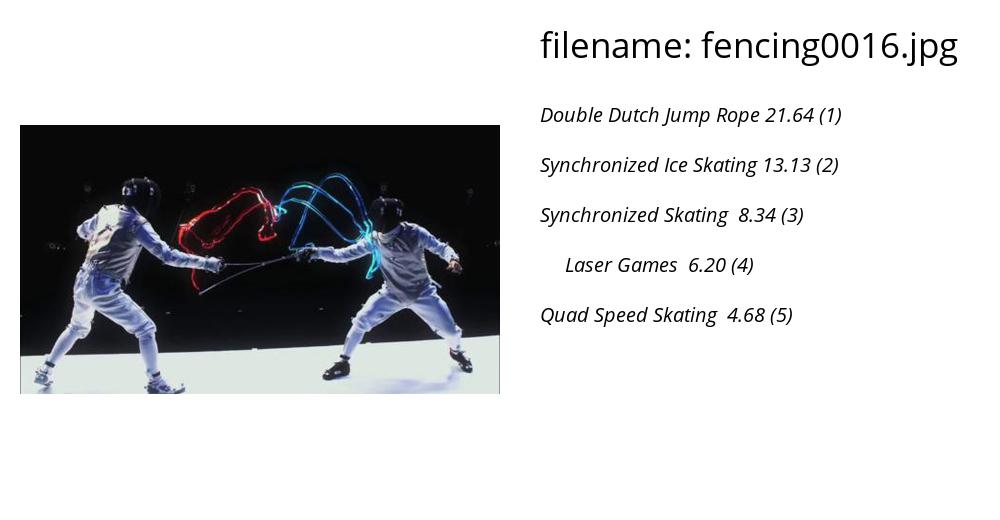 filename: fencing0016.jpg
Double Dutch Jump Rope 21.64 (1)
Synchronized Ice Skating 13.13 (2)
Synchronized Skating 8.34 (3)
Laser Games 6.20 (4)
Quad Speed Skating 4.68 (5)